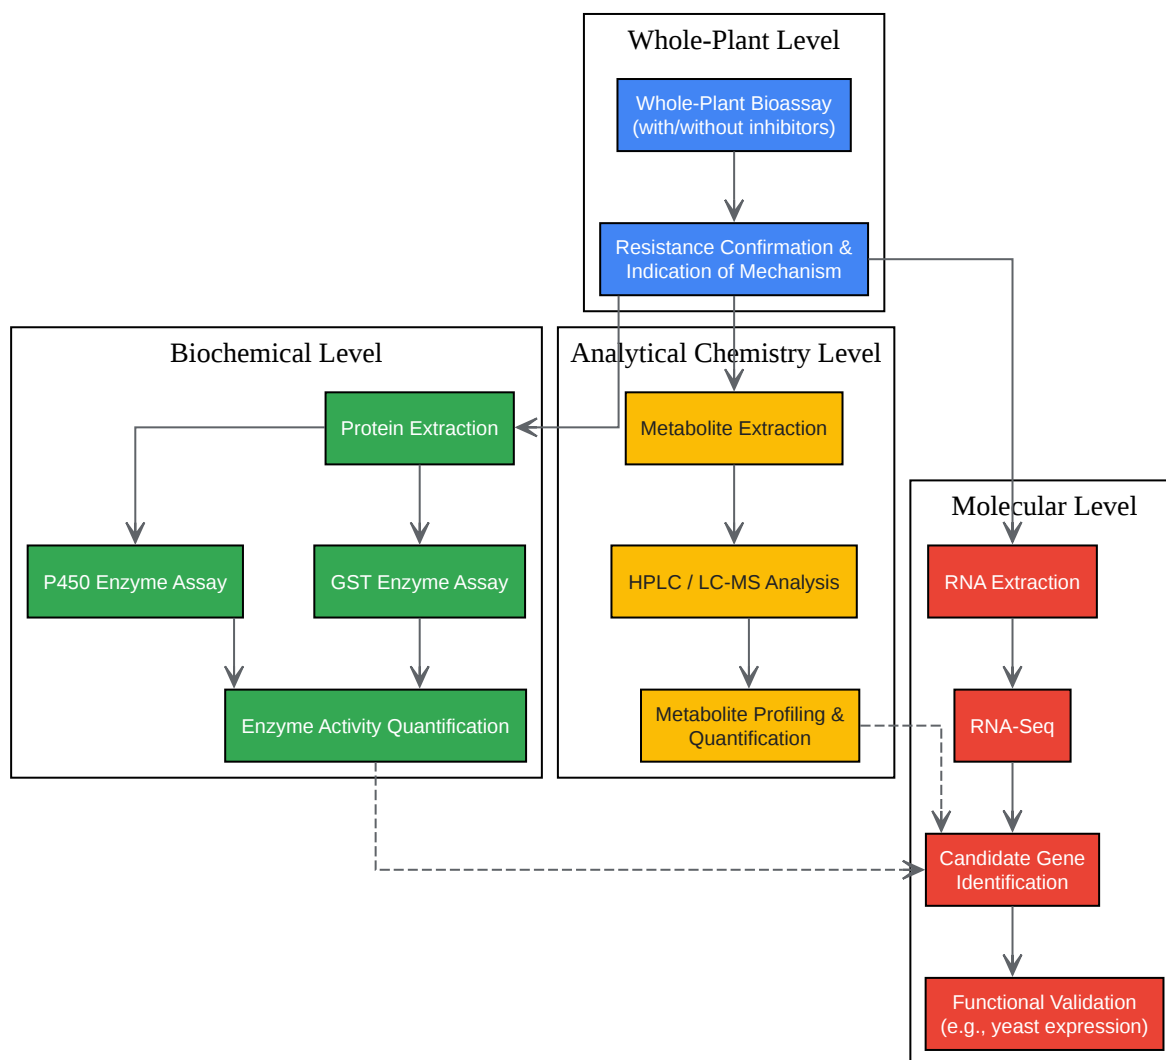 Whole-Plant Level
Whole-Plant Bioassay
(with/without inhibitors)
Resistance Confirmation &
Indication of Mechanism
Biochemical Level
Protein Extraction
P450 Enzyme Assay
GST Enzyme Assay
Enzyme Activity Quantification
Analytical Chemistry Level
Metabolite Extraction
HPLC / LC-MS Analysis
Metabolite Profiling &
Quantification
Molecular Level
RNA Extraction
RNA-Seq
Candidate Gene
Identification
Functional Validation
(e.g., yeast expression)